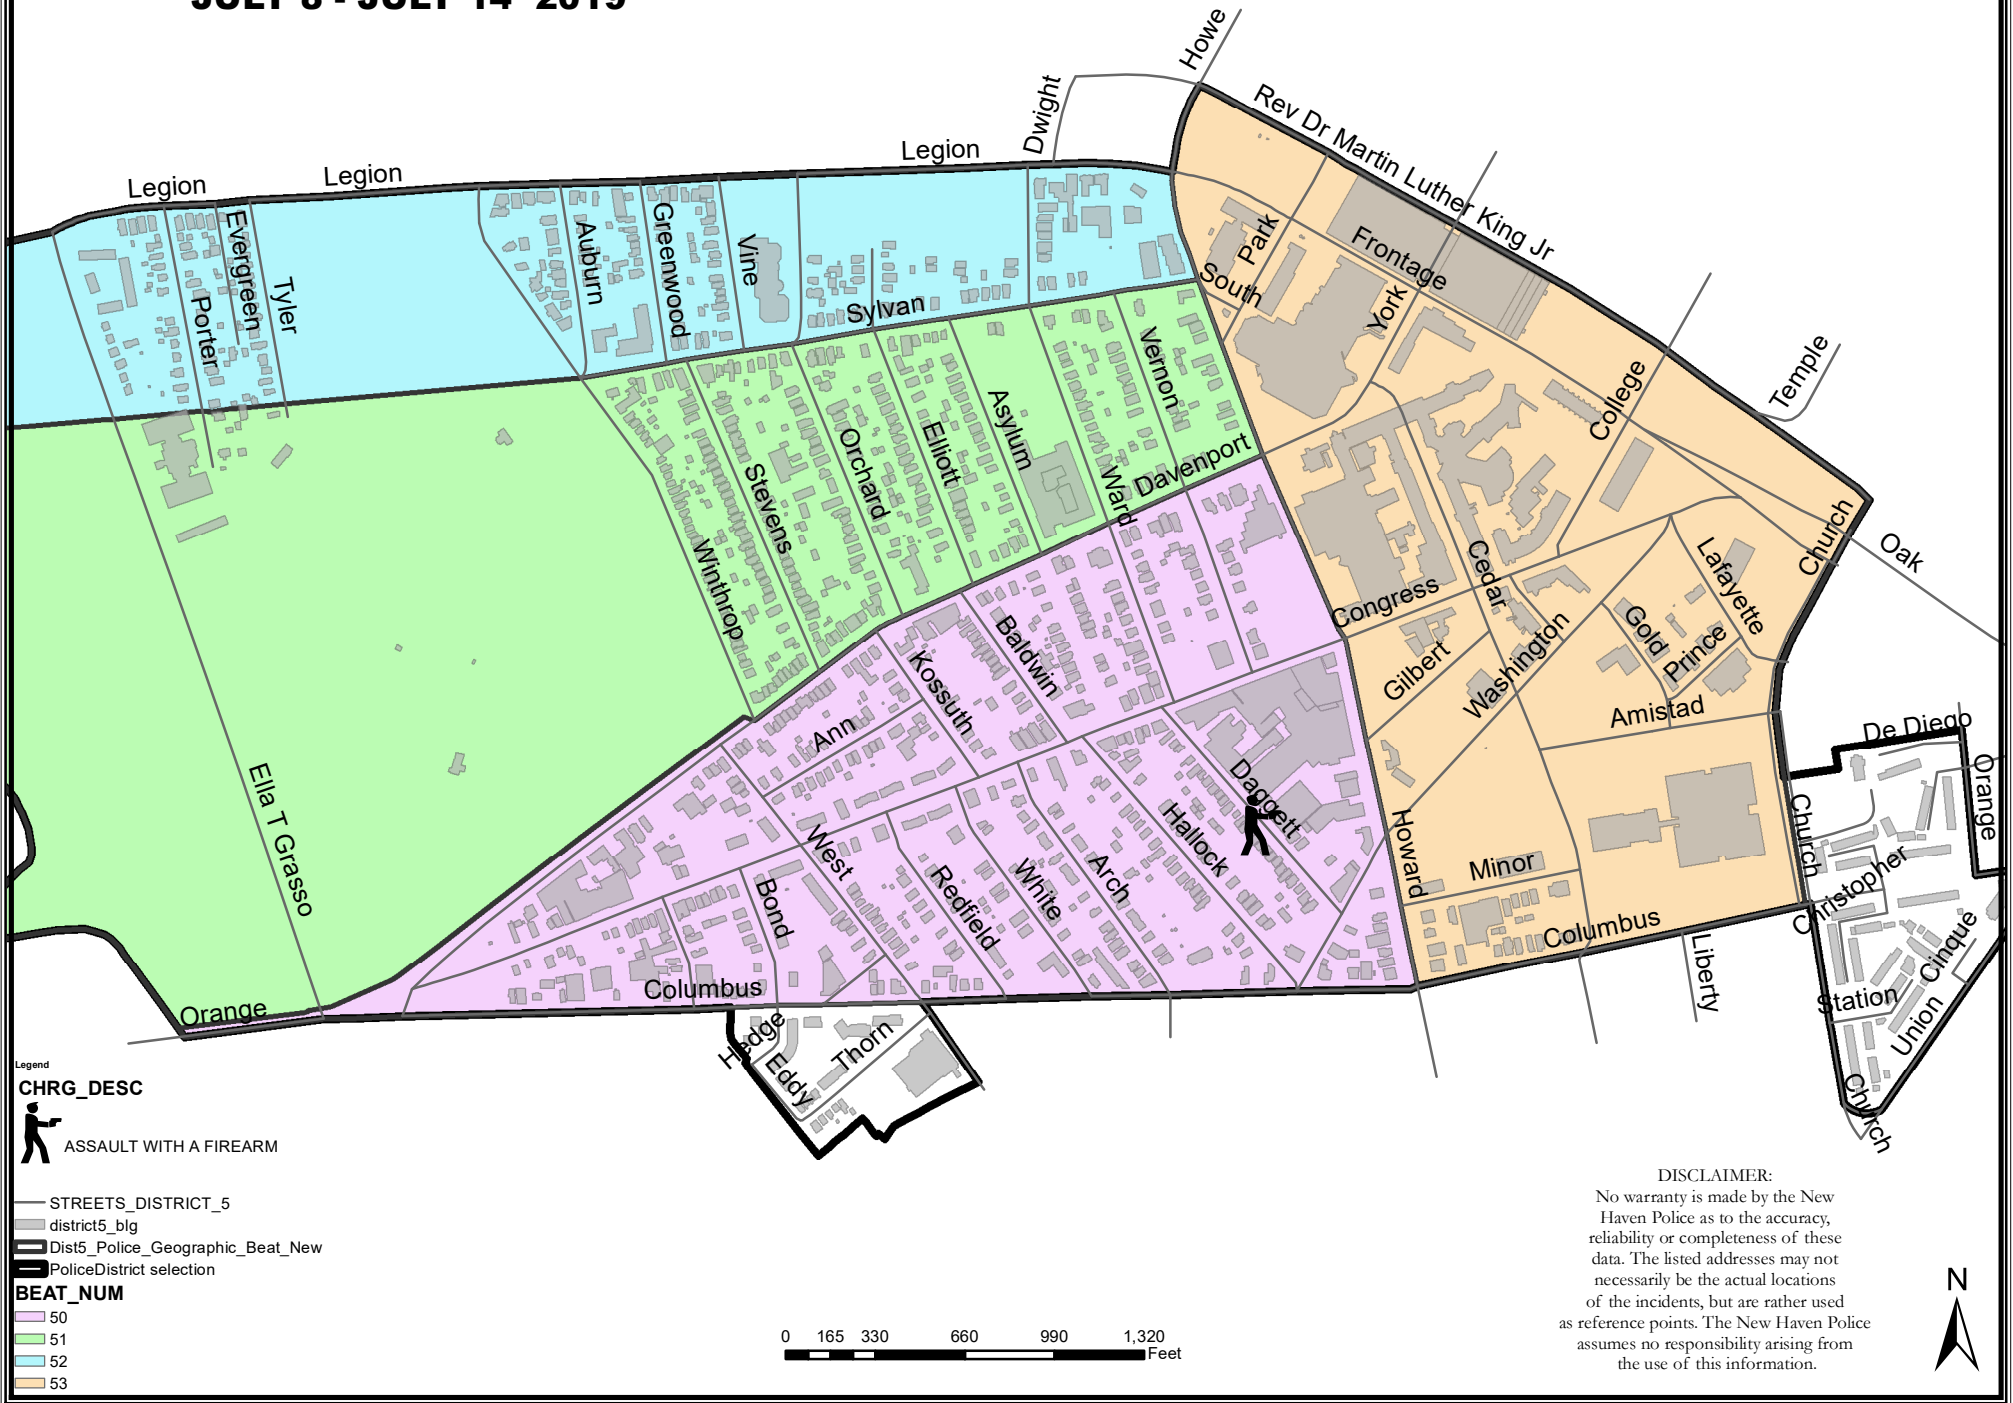 JULY 8 - JULY 14 2019
Howe
Rev Dr Martin Luther King Jr
Dwight
Legion
Legion
Legion
Evergreen
Porter
Tyler
Auburn
Greenwood
Vine
Sylvan
South
Park
Frontage
York
College
Temple
Church
Oak
Vernon
Asylum
Elliott
Orchard
Stevens
Winthrop
Ward
Davenport
Cedar
Congress
Gilbert
Washington
Lafayette
Gold
Prince
Amistad
Baldwin
Kossuth
Ann
Ella T Grasso
West
Bond
Redfield
White
Arch
Hallock
Daggett
Howard
Minor
Columbus
Columbus
Orange
Liberty
De Diego
Orange
Church
Christopher
Cinque
Station
Union
Church
Hedge
Eddy
Thorn
Legend
CHRG_DESC
ASSAULT WITH A FIREARM
STREETS_DISTRICT_5
district5_blg
Dist5_Police_Geographic_Beat_New
PoliceDistrict selection
BEAT_NUM
50
51
52
53
0 165 330 660 990 1,320
Feet
DISCLAIMER:
No warranty is made by the New
Haven Police as to the accuracy,
reliability or completeness of these
data. The listed addresses may not
necessarily be the actual locations
of the incidents, but are rather used
as reference points. The New Haven Police
assumes no responsibility arising from
the use of this information.
N